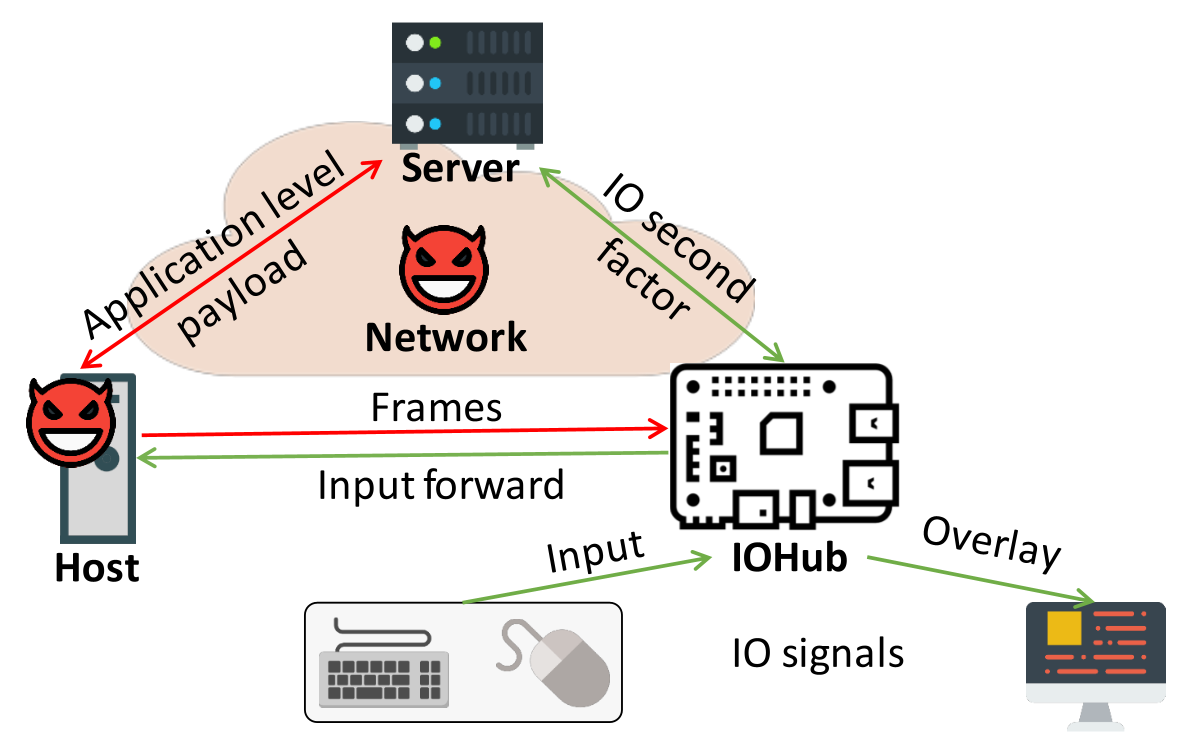 Server
Application level
payload
IO second
factor
Network
Frames
Input forward
Host
Input
IOHub
Overlay
IO signals